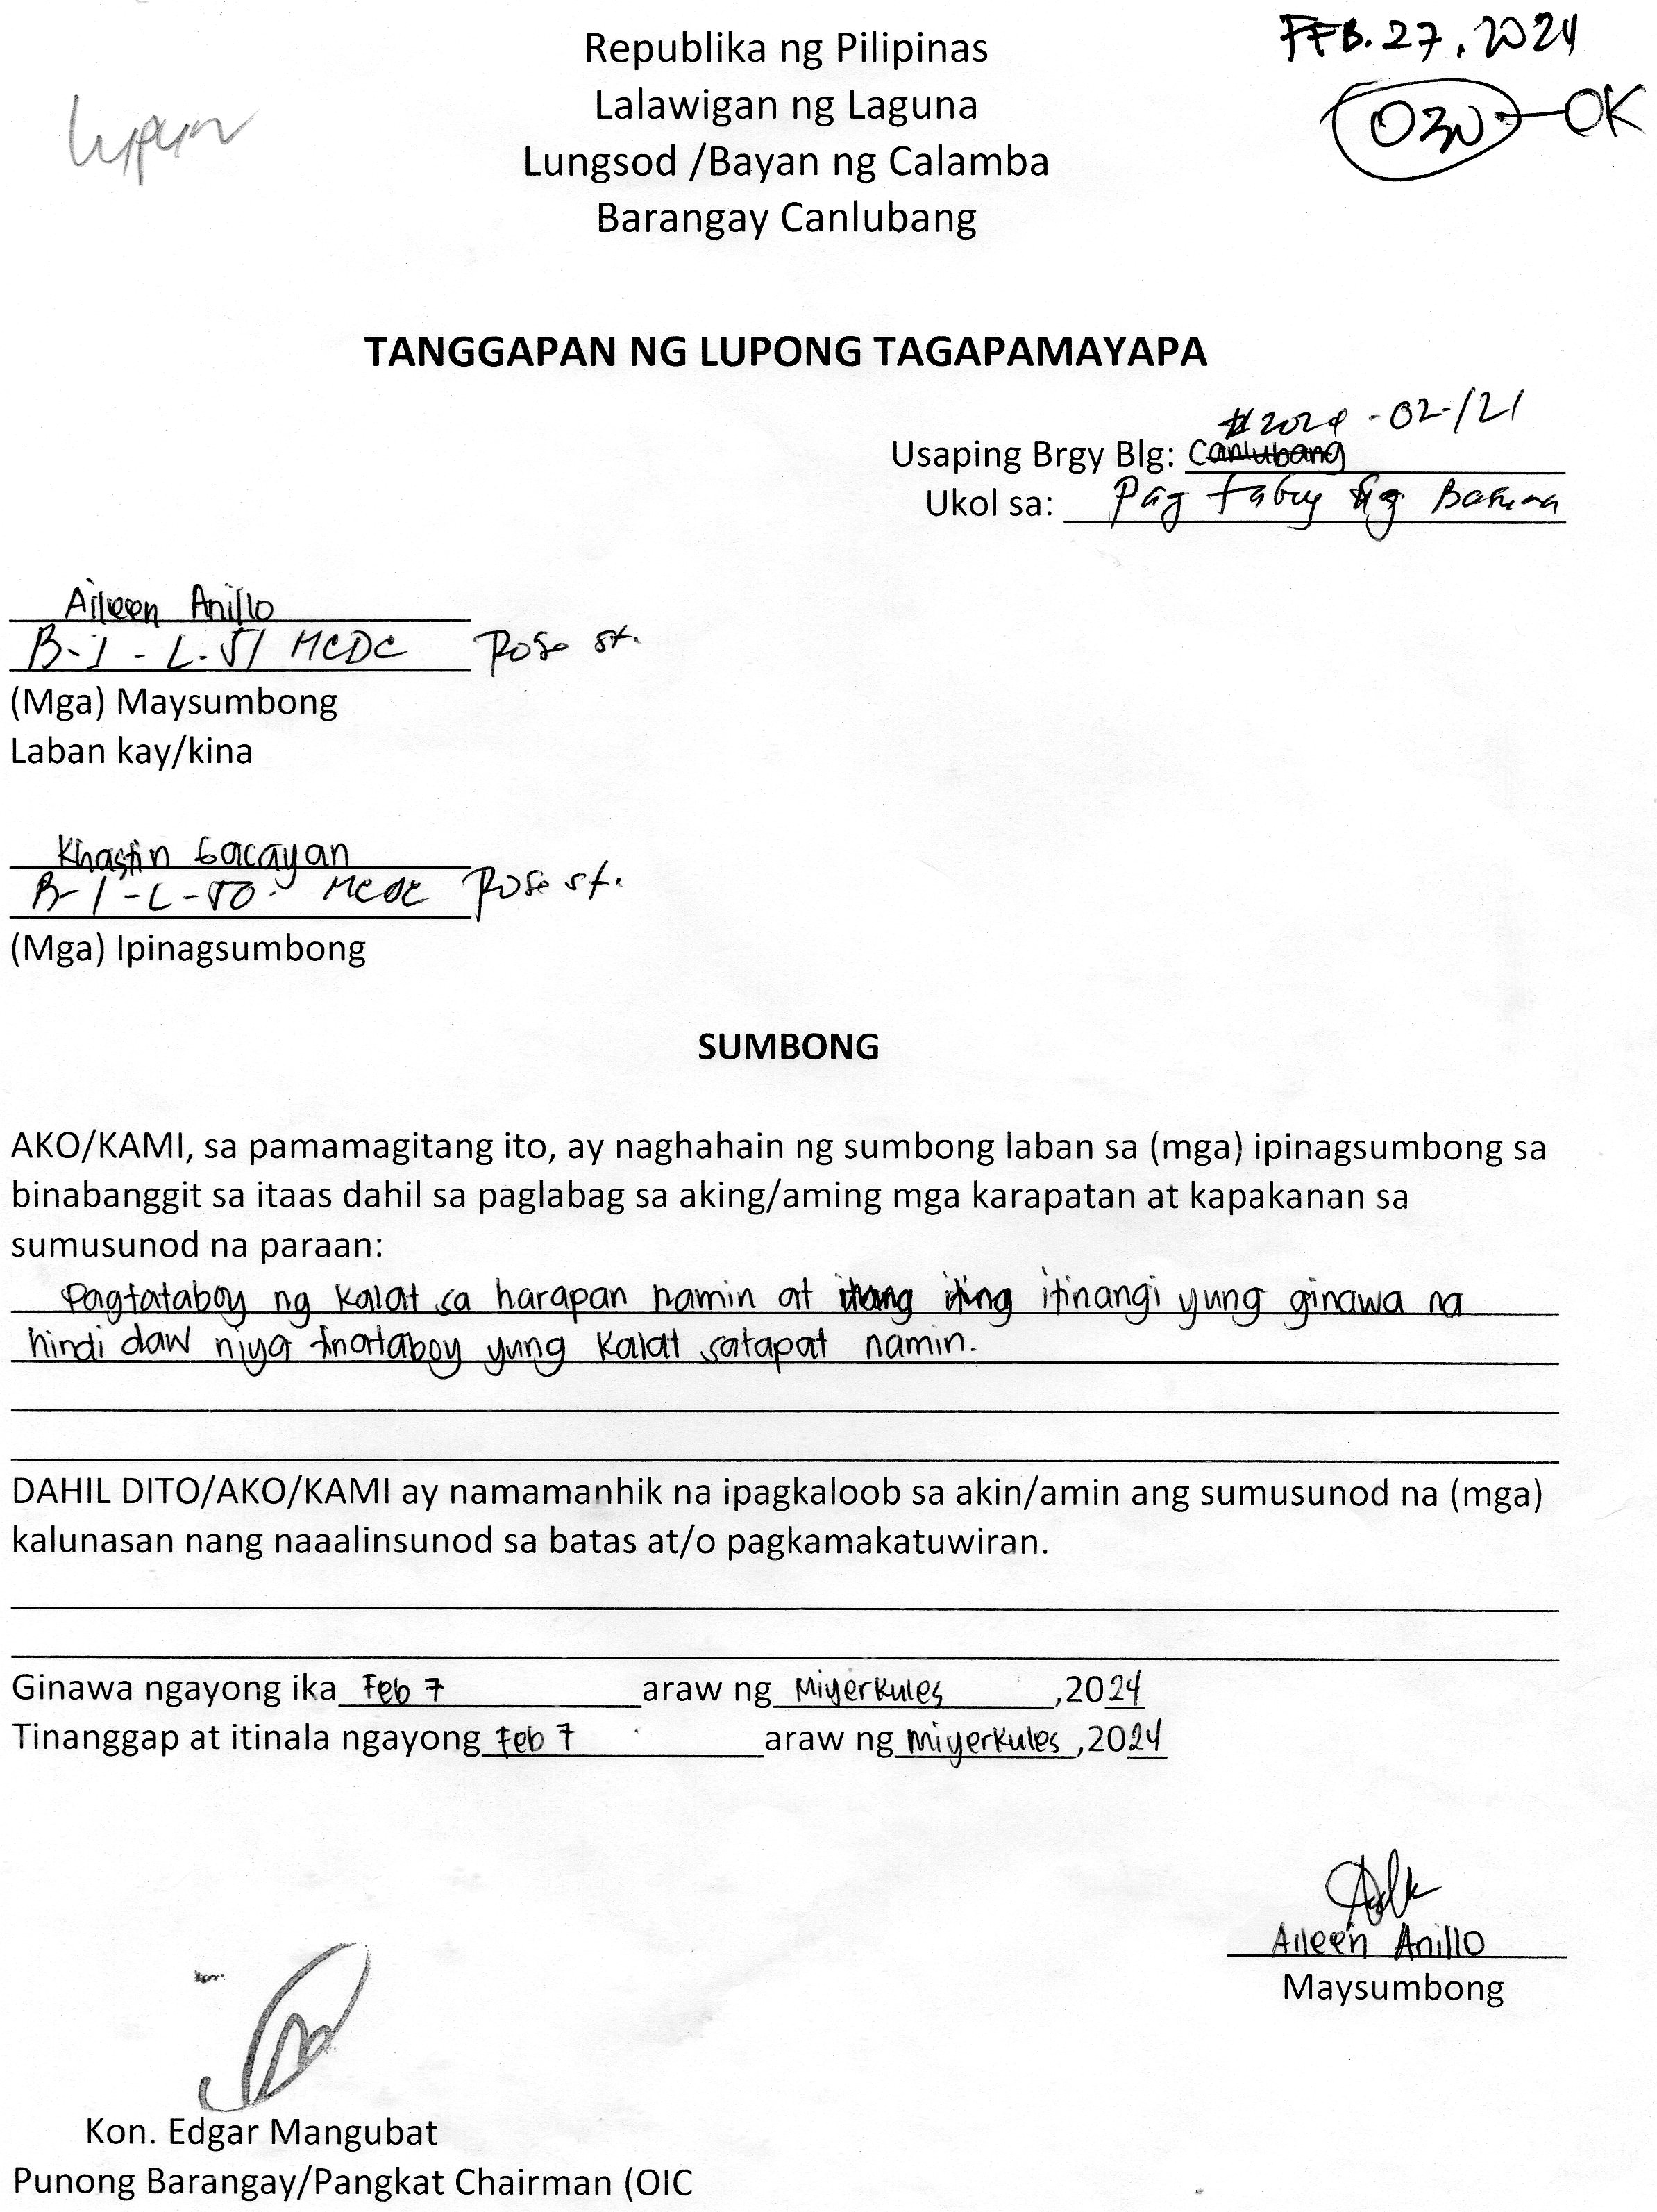 FEB. 27, 2024
Republika ng Pilipinas
Lupon
Lalawigan ng Laguna
030 - OK
Lungsod /Bayan ng Calamba
Barangay Canlubang
TANGGAPAN NG LUPONG TAGAPAMAYAPA
#2024-02-121
Usaping Brgy Blg: Canlubang
Ukol sa: Pag taboy ng Basura
Aileen Anillo
B-1 - L-51 MCDC Rose st.
(Mga) Maysumbong
Laban kay/kina
Khastin Gacayan
B-1-L-50- MCDC Rose st.
(Mga) Ipinagsumbong
SUMBONG
AKO/KAMI, sa pamamagitang ito, ay naghahain ng sumbong laban sa (mga) ipinagsumbong sa
binabanggit sa itaas dahil sa paglabag sa aking/aming mga karapatan at kapakanan sa
sumusunod na paraan:
Pagtataboy ng kalat sa harapan namin at itinangi yung ginawa na
hindi daw niya tinataboy yung kalat satapat namin.
DAHIL DITO/AKO/KAMI ay namamanhik na ipagkaloob sa akin/amin ang sumusunod na (mga)
kalunasan nang naaalinsunod sa batas at/o pagkamakatuwiran.
Ginawa ngayong ika Feb 7 araw ng Miyerkules ,2024
Tinanggap at itinala ngayong Feb 7 araw ng miyerkules ,2024
Aileen Anillo
Maysumbong
Kon. Edgar Mangubat
Punong Barangay/Pangkat Chairman (OIC